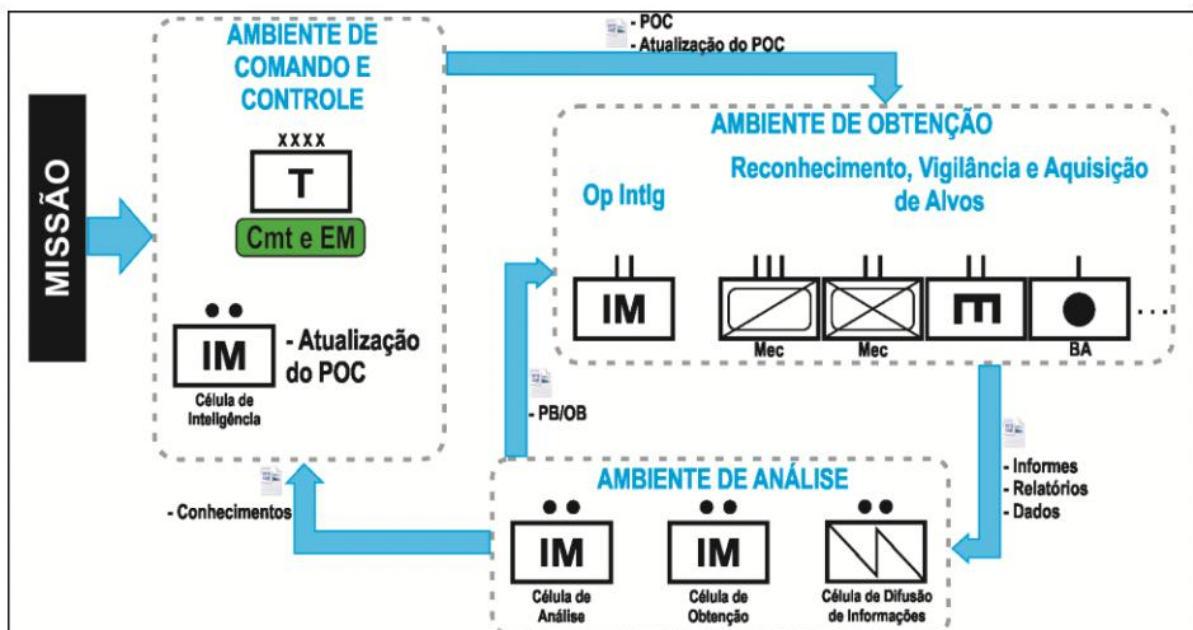 MISSÃO
AMBIENTE DE
COMANDO E
CONTROLE
XXXX
T
Cmt e EM
IM
- Atualização
do POC
Célula de
Inteligência
- POC
- Atualização do POC
AMBIENTE DE OBTENÇÃO
Op Intlg
Reconhecimento, Vigilância e Aquisição
de Alvos
IM
Mec
Mec
BA
...
- PB/OB
- Informes
- Relatórios
- Dados
- Conhecimentos
AMBIENTE DE ANÁLISE
IM
IM
Célula de
Análise
Célula de
Obtenção
Célula de Difusão
de Informações